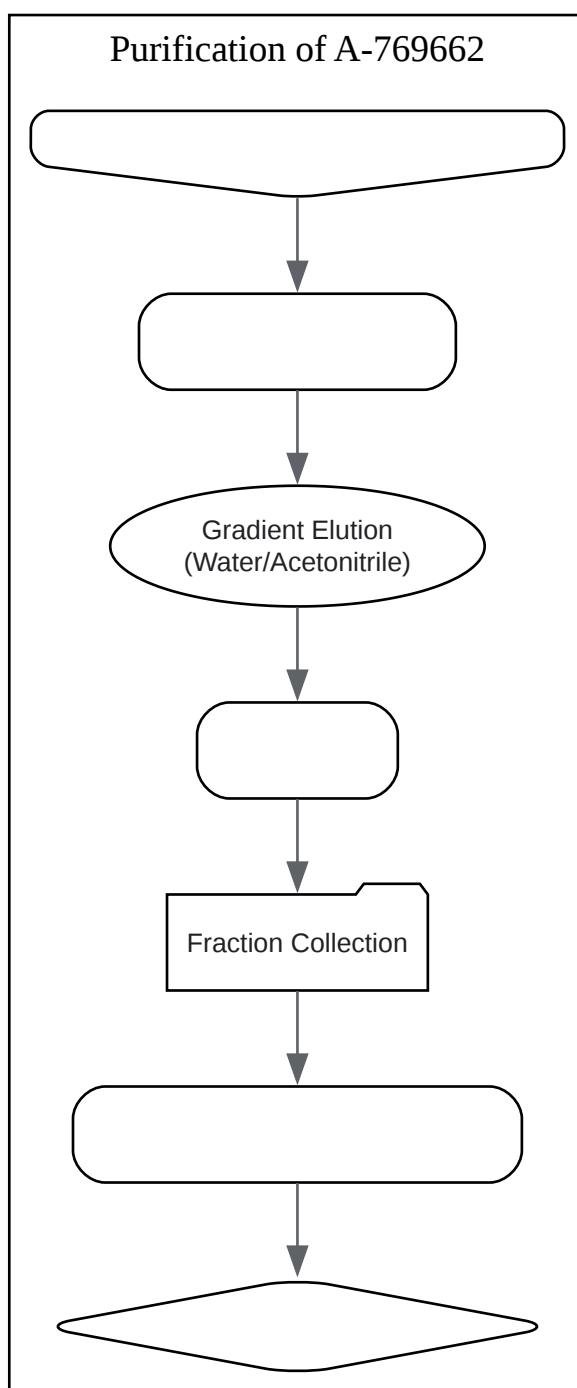 Purification of A-769662
Gradient Elution
(Water/Acetonitrile)
Fraction Collection